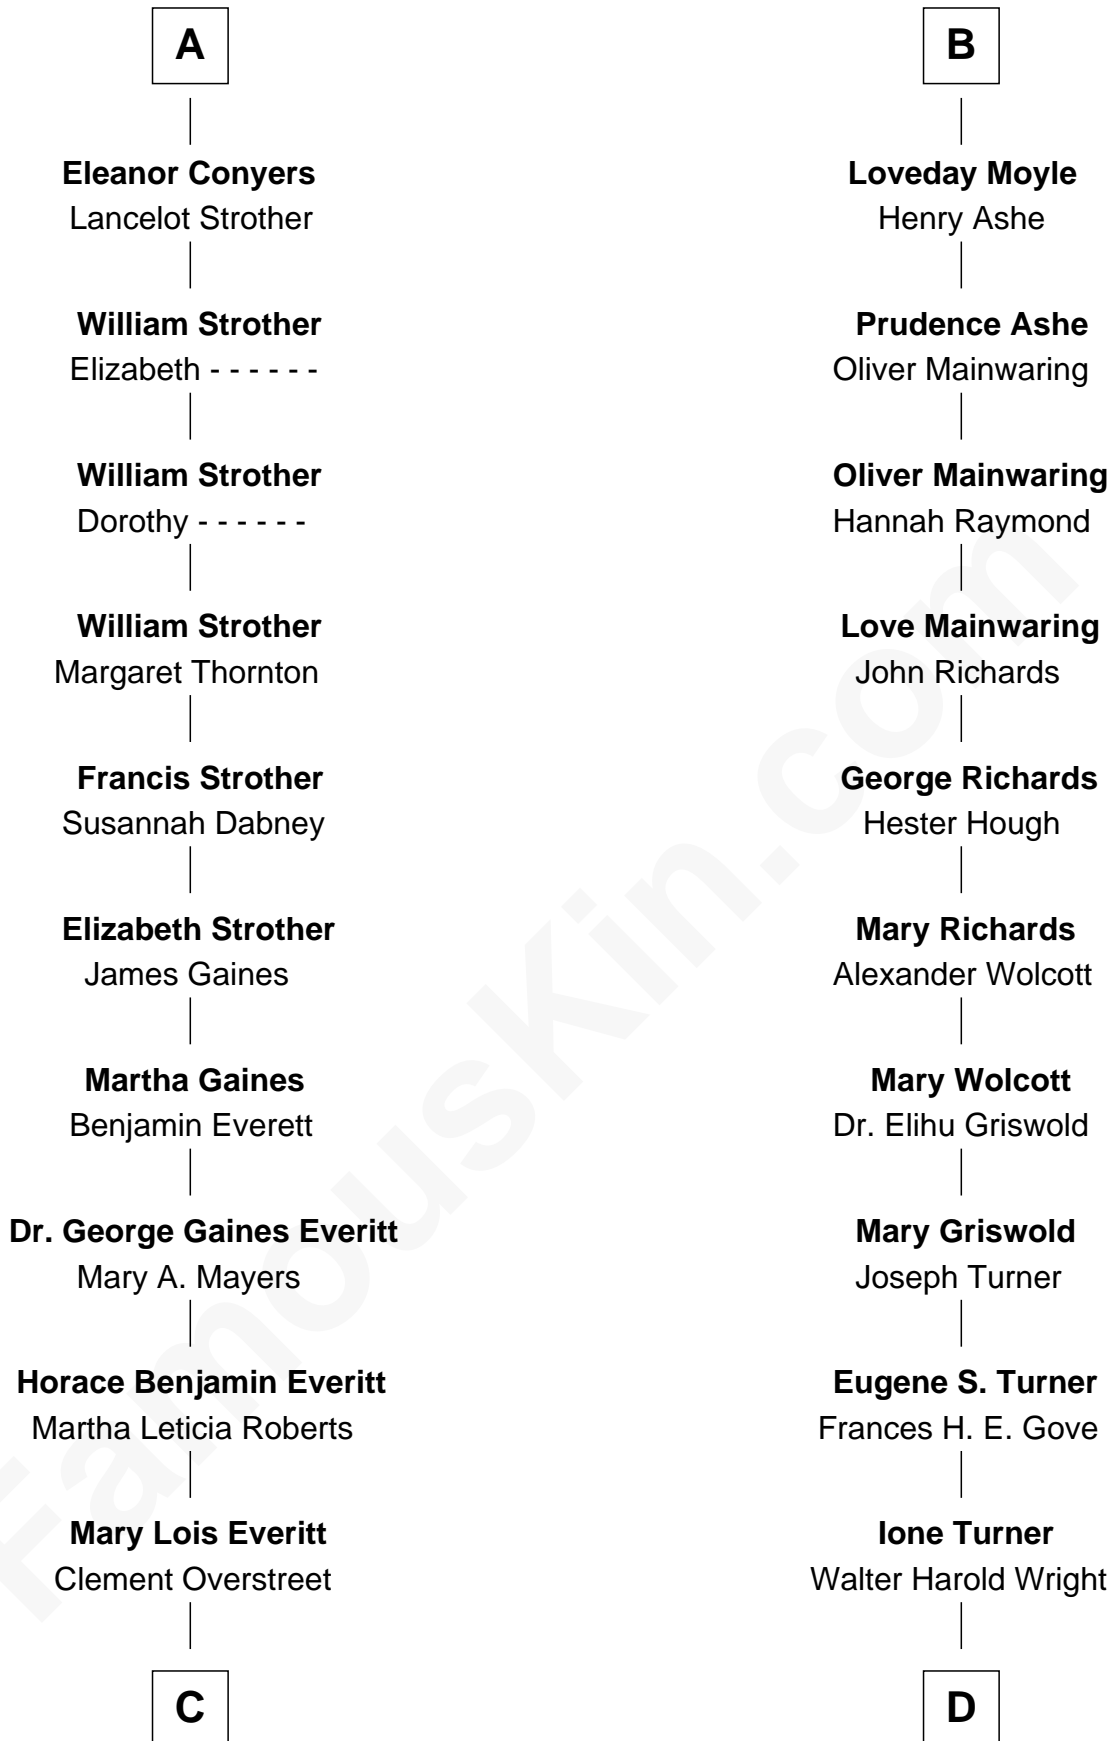 A
Eleanor Conyers
Lancelot Strother
William Strother
Elizabeth - - - - - -
William Strother
Dorothy - - - - - -
William Strother
Margaret Thornton
Francis Strother
Susannah Dabney
Elizabeth Strother
James Gaines
Martha Gaines
Benjamin Everett
Dr. George Gaines Everitt
Mary A. Mayers
Horace Benjamin Everitt
Martha Leticia Roberts
Mary Lois Everitt
Clement Overstreet
C
B
Loveday Moyle
Henry Ashe
Prudence Ashe
Oliver Mainwaring
Oliver Mainwaring
Hannah Raymond
Love Mainwaring
John Richards
George Richards
Hester Hough
Mary Richards
Alexander Wolcott
Mary Wolcott
Dr. Elihu Griswold
Mary Griswold
Joseph Turner
Eugene S. Turner
Frances H. E. Gove
Ione Turner
Walter Harold Wright
D
FamousKin.com